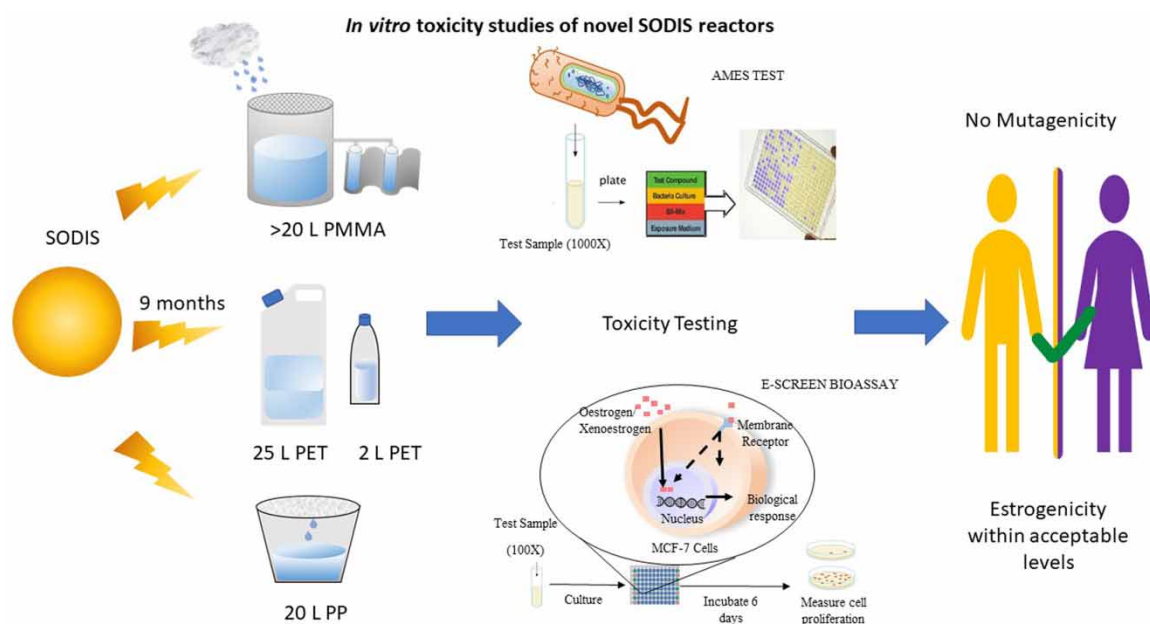 In vitro toxicity studies of novel SODIS reactors
>20 L PMMA
SODIS
9 months
25 L PET
2 L PET
20 L PP
AMES TEST
Test Sample (1000X)
plate
Test Compound
Bacteria Culture
S9-Mix
Exposure Medium
Toxicity Testing
E-SCREEN BIOASSAY
Oestrogen/
Xenoestrogen
Membrane
Receptor
Nucleus
Biological
response
MCF-7 Cells
Test Sample
(100X)
Culture
Incubate 6
days
Measure cell
proliferation
No Mutagenicity
Estrogenicity
within acceptable
levels